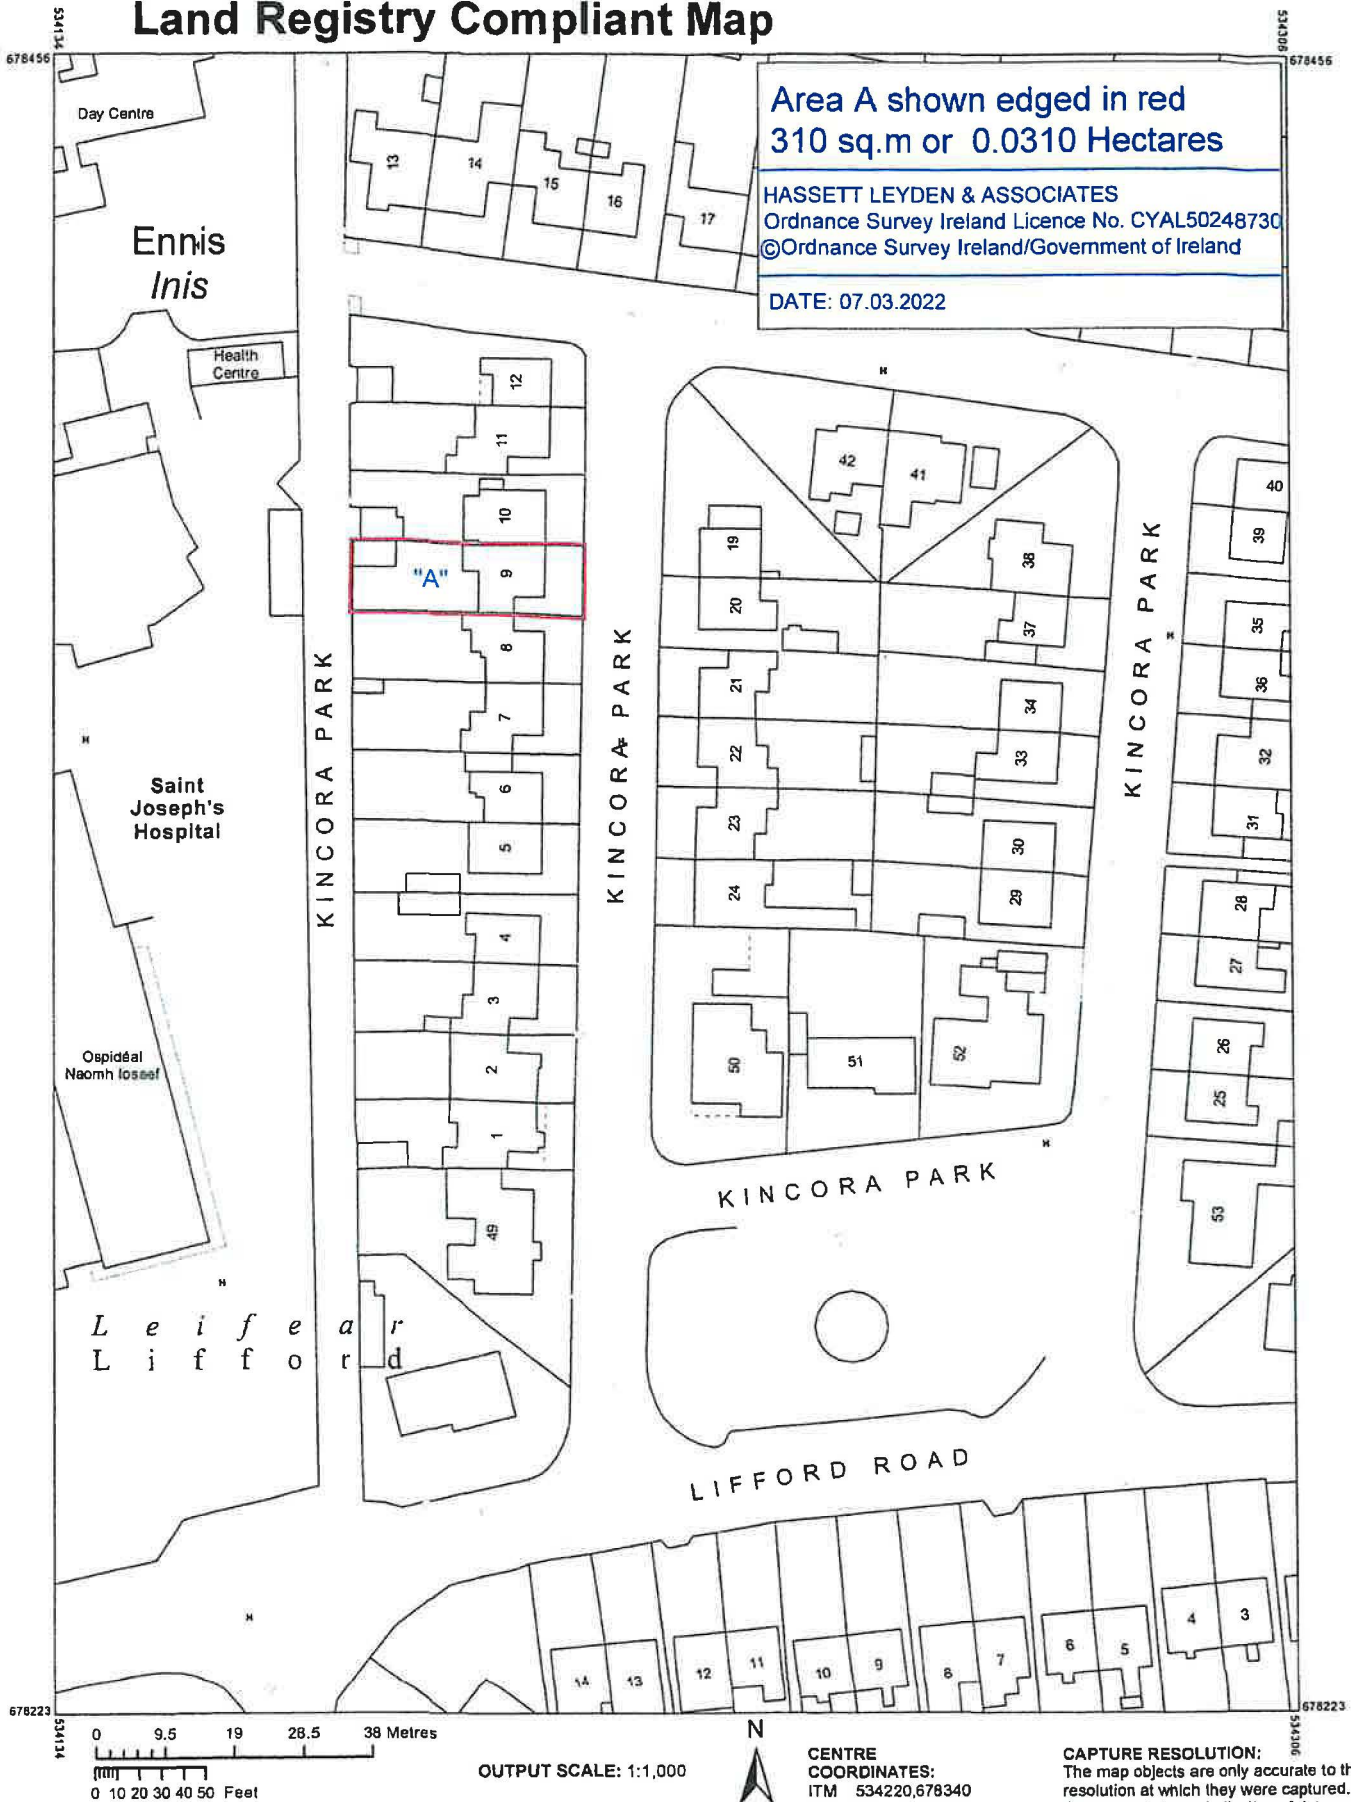 Land Registry Compliant Map
534134
534306
678456
678456
Area A shown edged in red
310 sq.m or 0.0310 Hectares
HASSETT LEYDEN & ASSOCIATES
Ordnance Survey Ireland Licence No. CYAL50248730
©Ordnance Survey Ireland/Government of Ireland
DATE: 07.03.2022
Day Centre
13
14
15
16
17
Ennis
Inis
Health
Centre
12
11
10
"A"
9
8
7
6
5
4
3
2
1
49
42
41
40
39
38
37
19
20
21
22
23
24
35
36
34
33
32
31
30
29
28
27
26
25
50
51
52
53
KINCORA PARK
KINCORA PARK
KINCORA PARK
KINCORA PARK
H
H
H
H
H
H
Saint
Joseph's
Hospital
Ospidéal
Naomh Iosaef
Leifear
Lifford
LIFFORD ROAD
14
13
12
11
10
9
8
7
6
5
4
3
678223
678223
534134
534306
0 9.5 19 28.5 38 Metres
0 10 20 30 40 50 Feet
OUTPUT SCALE: 1:1,000
N
CENTRE
COORDINATES:
ITM 534220,678340
CAPTURE RESOLUTION:
The map objects are only accurate to th
resolution at which they were captured.